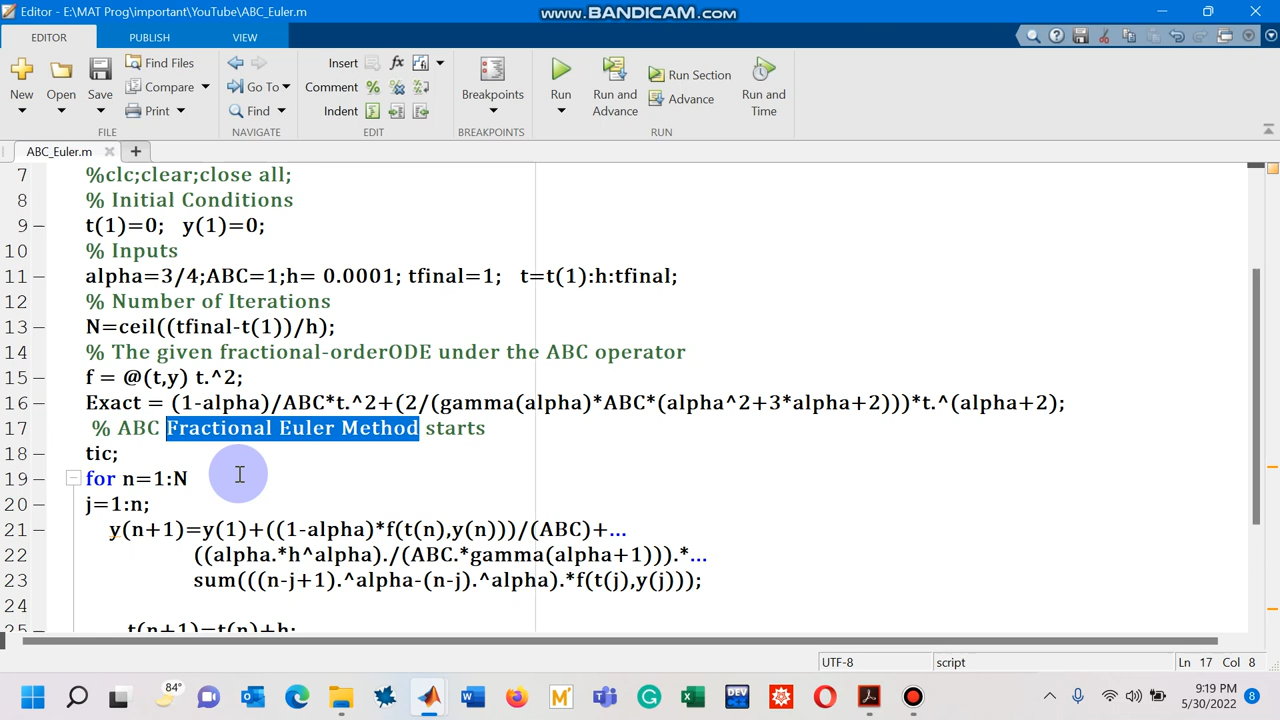 Editor - E:\MAT Prog\important\YouTube\ABC_Euler.m
www.BANDICAM.com
EDITOR PUBLISH VIEW
Find Files Insert fx
Compare Go To Comment Run Section
New Open Save Print Find Indent Breakpoints Run Run and Advance Advance Run and Time
FILE NAVIGATE EDIT BREAKPOINTS RUN
ABC_Euler.m
7 %clc;clear;close all;
8 % Initial Conditions
9 – t(1)=0; y(1)=0;
10 % Inputs
11 – alpha=3/4;ABC=1;h= 0.0001; tfinal=1; t=t(1):h:tfinal;
12 % Number of Iterations
13 – N=ceil((tfinal-t(1))/h);
14 % The given fractional-orderODE under the ABC operator
15 – f = @(t,y) t.^2;
16 – Exact = (1-alpha)/ABC*t.^2+(2/(gamma(alpha)*ABC*(alpha^2+3*alpha+2)))*t.^(alpha+2);
17 % ABC Fractional Euler Method starts
18 – tic;
19 – for n=1:N
20 – j=1:n;
21 – y(n+1)=y(1)+((1-alpha)*f(t(n),y(n)))/(ABC)+...
22 ((alpha.*h^alpha)./(ABC.*gamma(alpha+1))).*...
23 sum(((n-j+1).^alpha-(n-j).^alpha).*f(t(j),y(j)));
24
25 – t(n+1)=t(n)+h;
UTF-8 script Ln 17 Col 8
84°
9:19 PM
5/30/2022
8